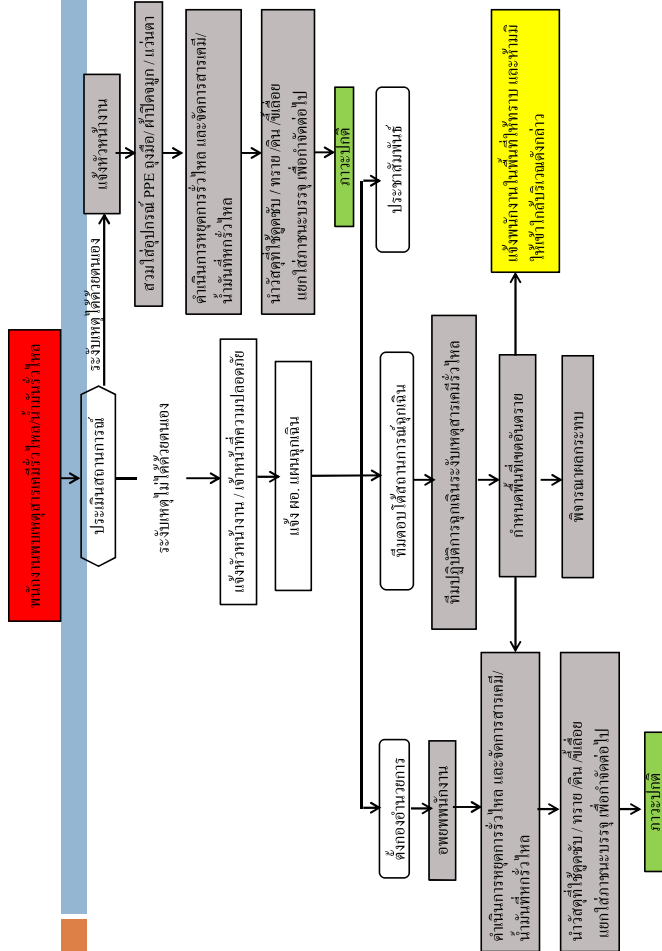 พนักงานพบเหตุสารเคมีรั่วไหล/น้ำมันรั่วไหล
ประเมินสถานการณ์
ระงับเหตุได้ด้วยตนเอง
แจ้งหัวหน้างาน
สวมใส่อุปกรณ์ PPE ถุงมือ/ ผ้าปิดจมูก / แว่นตา
ดำเนินการหยุดการรั่วไหล และจัดการสารเคมี/
น้ำมันที่หกรั่วไหล
นำวัสดุที่ใช้ดูดซับ / ทราย /ดิน /ขี้เลื่อย
แยกใส่ภาชนะบรรจุ เพื่อกำจัดต่อไป
ภาวะปกติ
ระงับเหตุไม่ได้ด้วยตนเอง
แจ้งหัวหน้างาน / เจ้าหน้าที่ความปลอดภัย
แจ้ง ผอ. แผนฉุกเฉิน
ตั้งกองอำนวยการ
ทีมตอบโต้สถานการณ์ฉุกเฉิน
ประชาสัมพันธ์
อพยพพนักงาน
ทีมปฏิบัติการฉุกเฉินระงับเหตุสารเคมีรั่วไหล
กำหนดพื้นที่เขตอันตราย
แจ้งพนักงานในพื้นที่ให้ทราบ และห้ามมิ
ให้เข้าใกล้บริเวณดังกล่าว
พิจารณาผลกระทบ
ดำเนินการหยุดการรั่วไหล และจัดการสารเคมี/
น้ำมันที่หกรั่วไหล
นำวัสดุที่ใช้ดูดซับ / ทราย /ดิน /ขี้เลื่อย
แยกใส่ภาชนะบรรจุ เพื่อกำจัดต่อไป
ภาวะปกติ